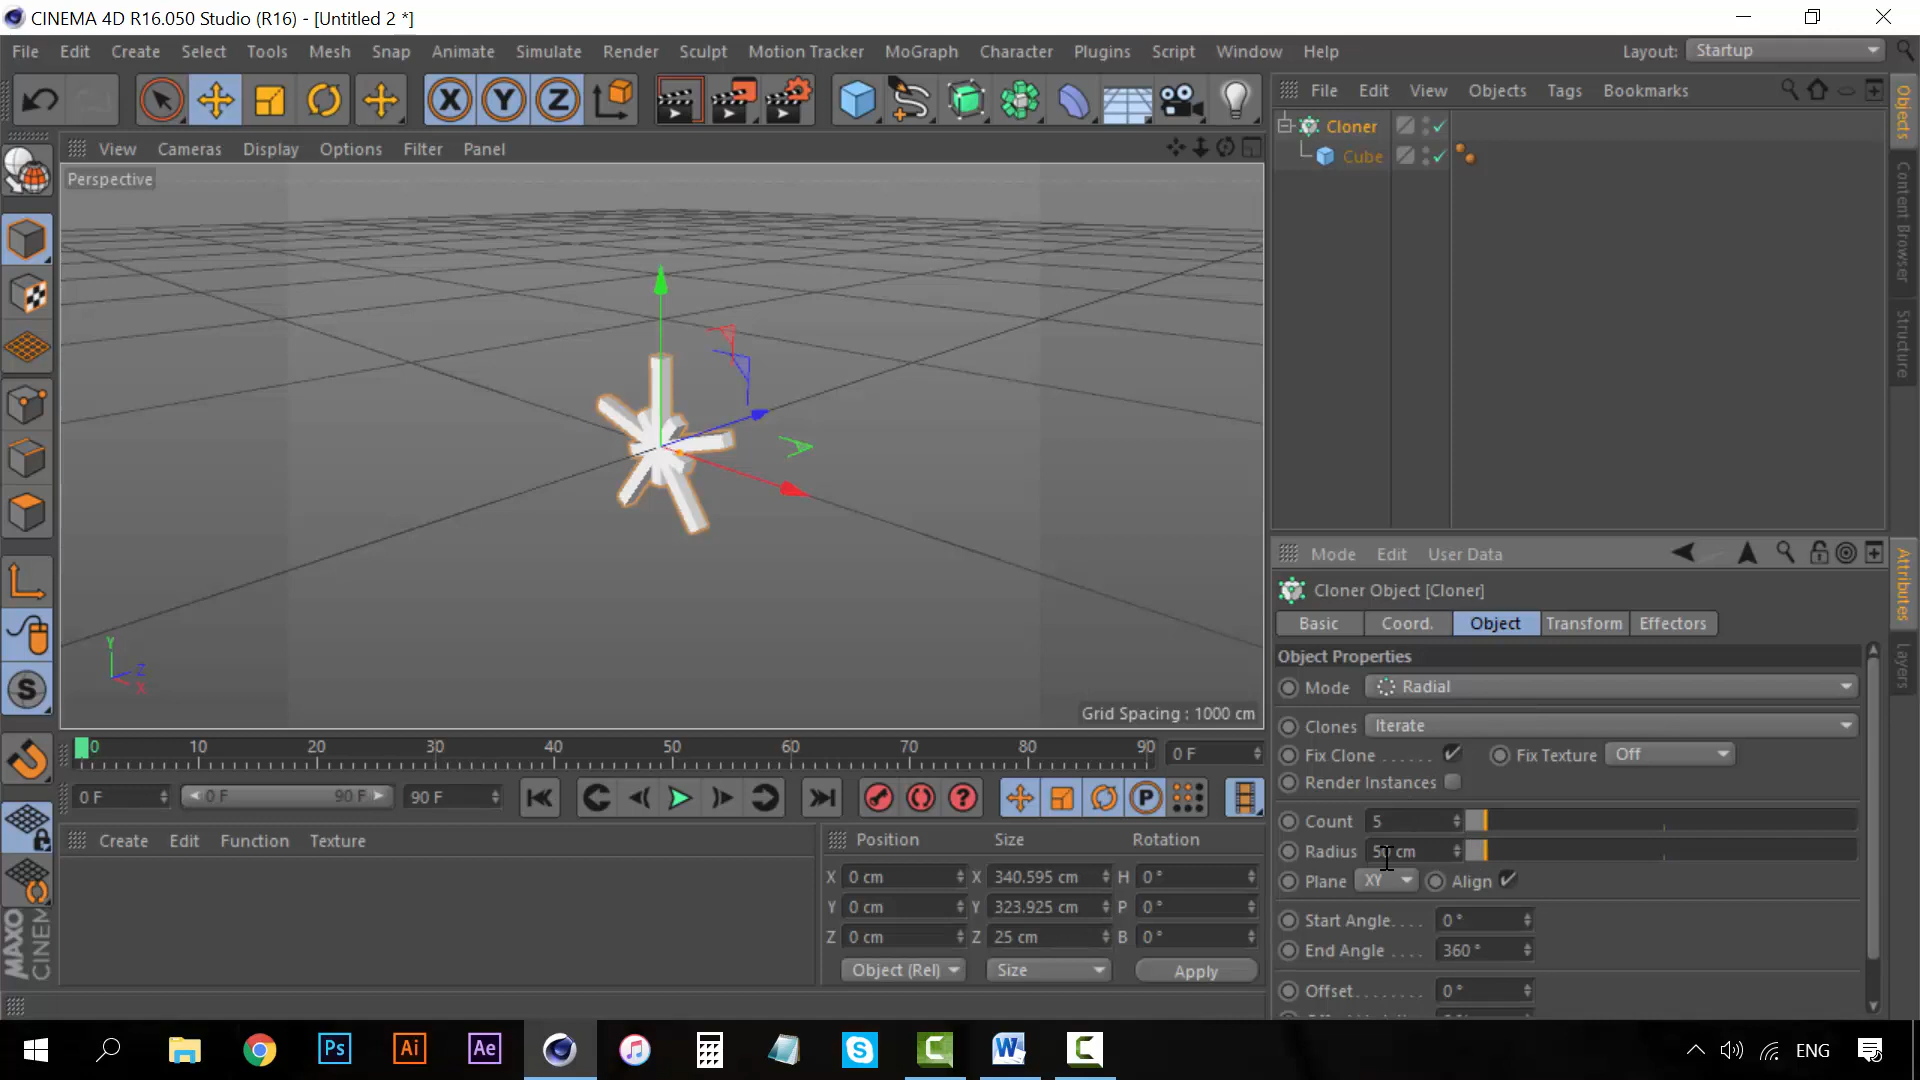 CINEMA 4D R16.050 Studio (R16) - [Untitled 2 *]
File Edit Create Select Tools Mesh Snap Animate Simulate Render Sculpt Motion Tracker MoGraph Character Plugins Script Window Help Layout: Startup
X Y Z
File Edit View Objects Tags Bookmarks
Cloner
Cube
View Cameras Display Options Filter Panel
Perspective
Y
Z
X
Grid Spacing : 1000 cm
Objects
Content Browser
Structure
Mode Edit User Data
Cloner Object [Cloner]
Basic Coord. Object Transform Effectors
Object Properties
Mode Radial
Clones Iterate
Fix Clone . . . . . . Fix Texture Off
Render Instances
Count 5
Radius 50 cm
Plane XY Align
Start Angle. . . . 0 °
End Angle . . . . 360 °
Offset. . . . . . . . 0 °
Attributes
Layers
0 10 20 30 40 50 60 70 80 90 0 F
0 F 0 F 90 F 90 F
P
S
Create Edit Function Texture
Position Size Rotation
X 0 cm X 340.595 cm H 0 °
Y 0 cm Y 323.925 cm P 0 °
Z 0 cm Z 25 cm B 0 °
Object (Rel) Size Apply
MAXO
CINEM
Ps Ai Ae ENG